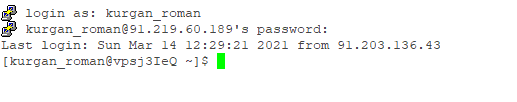 login as: kurgan_roman
kurgan_roman@91.219.60.189's password:
Last login: Sun Mar 14 12:29:21 2021 from 91.203.136.43
[kurgan_roman@vpsj3IeQ ~]$